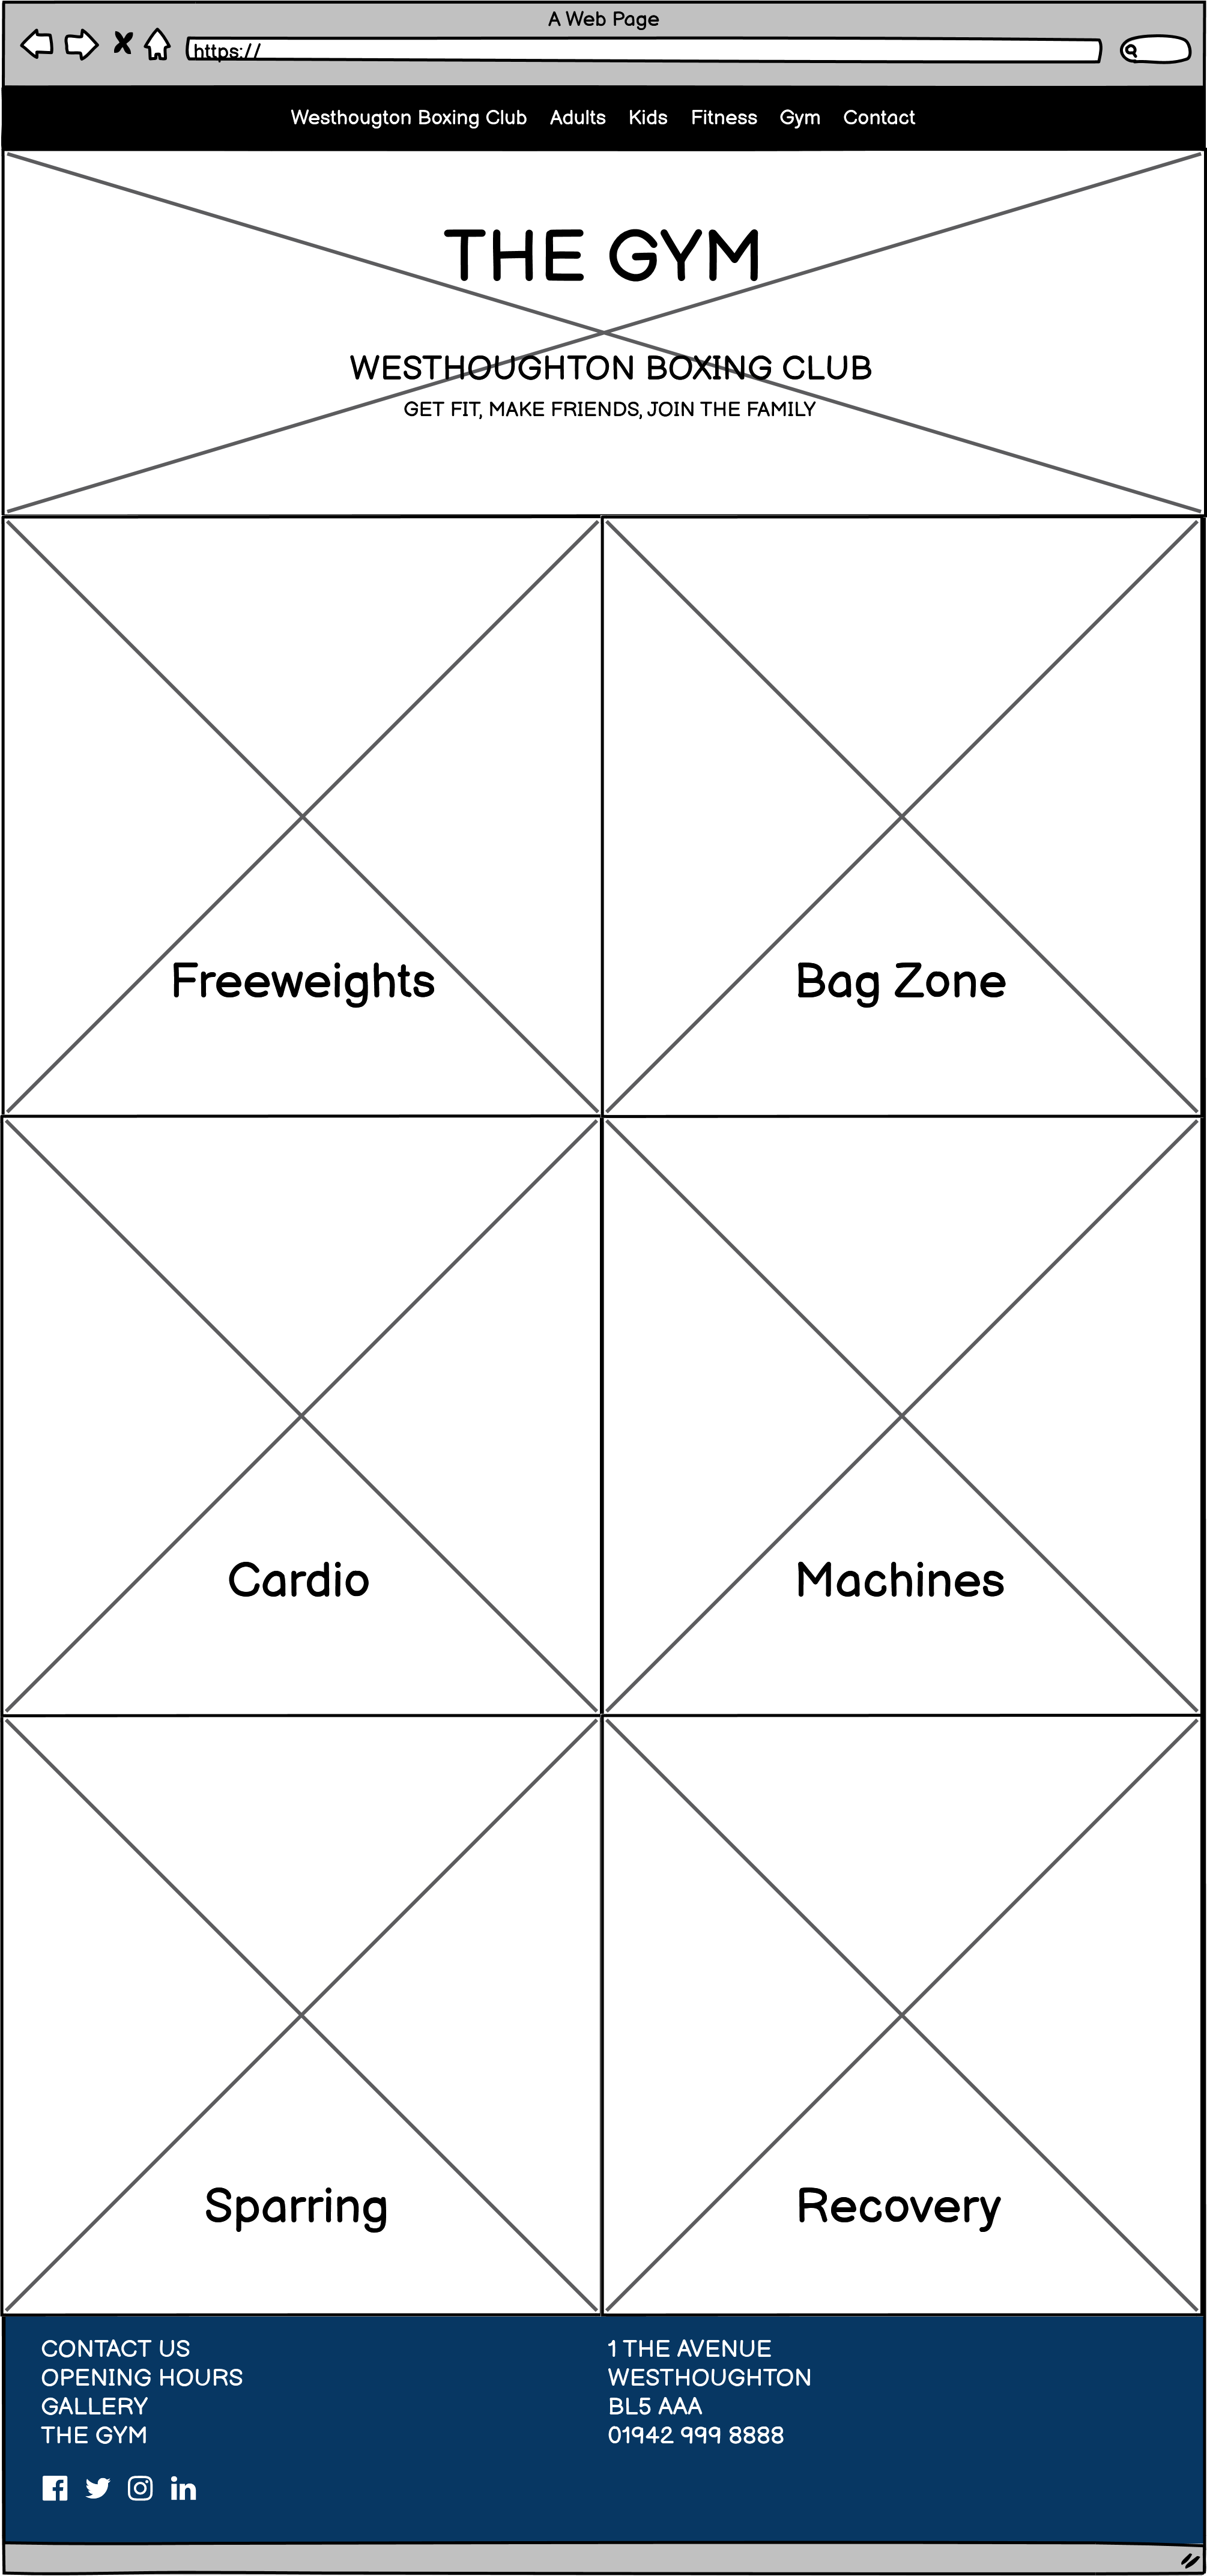 A Web Page
https://
Westhougton Boxing Club Adults Kids Fitness Gym Contact
THE GYM
WESTHOUGHTON BOXING CLUB
GET FIT, MAKE FRIENDS, JOIN THE FAMILY
Freeweights
Bag Zone
Cardio
Machines
Sparring
Recovery
CONTACT US
OPENING HOURS
GALLERY
THE GYM
1 THE AVENUE
WESTHOUGHTON
BL5 AAA
01942 999 8888